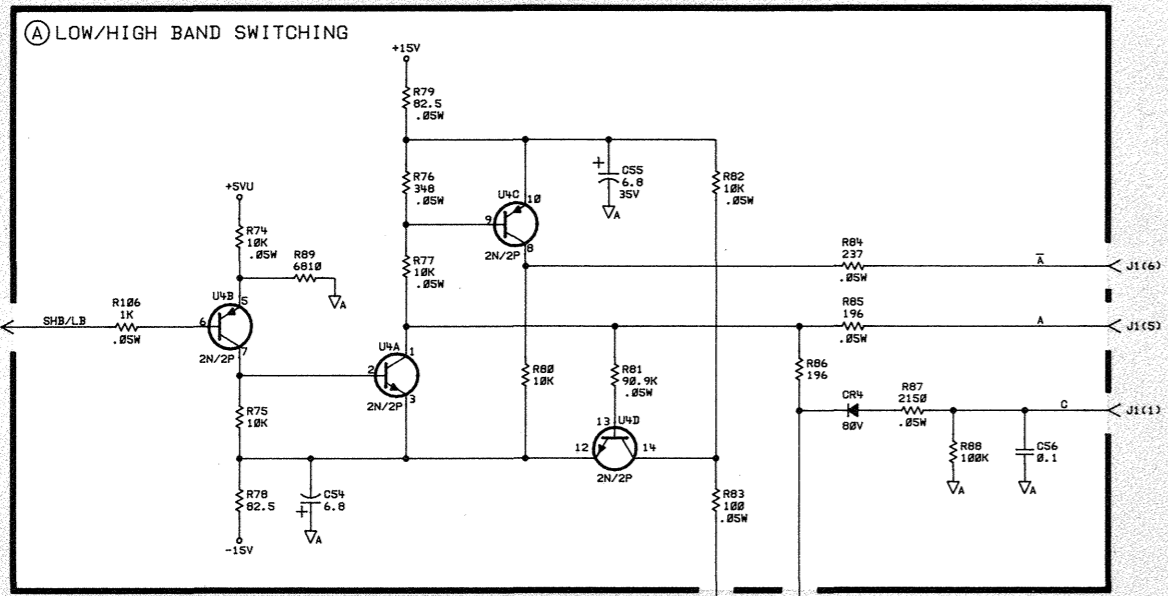 A LOW/HIGH BAND SWITCHING
+15V
R79
82.5
.05W
R76
348
.05W
U4C
10
9
8
2N/2P
+
C55
6.8
35V
A
R82
10K
.05W
+5VU
R74
10K
.05W
R89
6810
A
R77
10K
.05W
R84
237
.05W
A
J1(6)
SHB/LB
R106
1K
.05W
U4B
5
6
7
2N/2P
R85
196
.05W
A
J1(5)
U4A
1
2
3
2N/2P
R80
10K
R81
90.9K
.05W
R86
196
CR4
80V
R87
2150
.05W
C
J1(1)
R75
10K
13
U4D
12
14
2N/2P
R88
100K
A
C56
0.1
A
R78
82.5
-15V
C54
6.8
+
A
R83
100
.05W